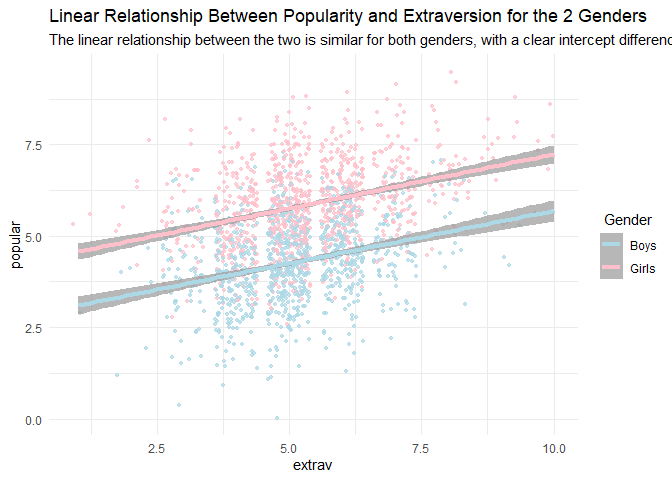 Linear Relationship Between Popularity and Extraversion for the 2 Genders
The linear relationship between the two is similar for both genders, with a clear intercept differenc
popular
7.5
5.0
2.5
0.0
2.5 5.0 7.5 10.0
extrav
Gender
Boys
Girls